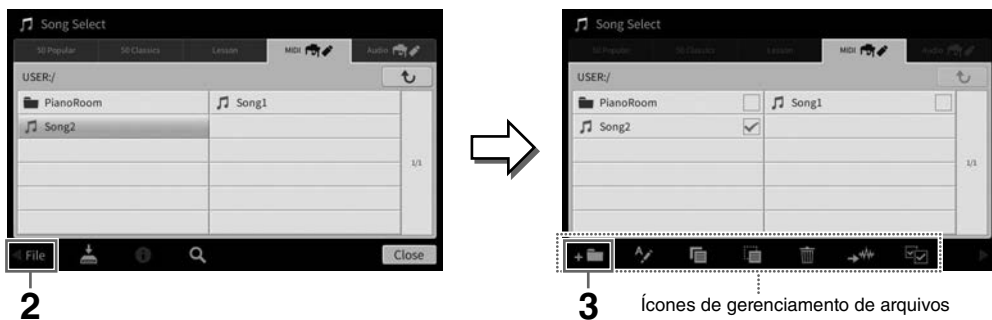 Song Select
50 Popular 50 Classics Lesson MIDI Audio
USER:/
PianoRoom Song1
Song2
1/1
File Close
2
Song Select
50 Popular 50 Classics Lesson MIDI Audio
USER:/
PianoRoom Song1
Song2
1/1
3
Ícones de gerenciamento de arquivos